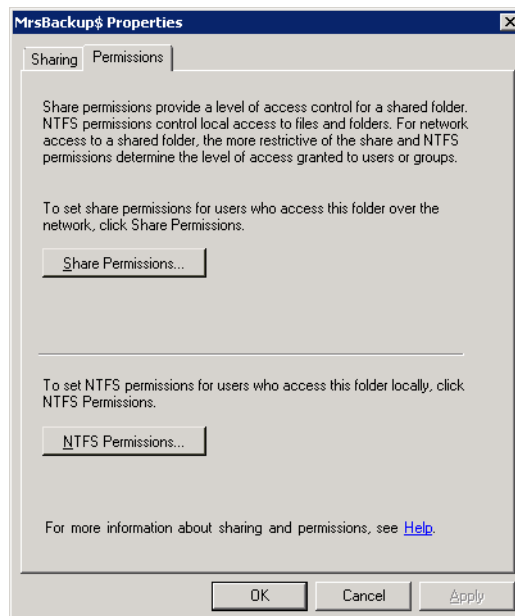 MrsBackup$ Properties
Sharing
Permissions
Share permissions provide a level of access control for a shared folder.
NTFS permissions control local access to files and folders. For network
access to a shared folder, the more restrictive of the share and NTFS
permissions determine the level of access granted to users or groups.
To set share permissions for users who access this folder over the
network, click Share Permissions.
Share Permissions...
To set NTFS permissions for users who access this folder locally, click
NTFS Permissions.
NTFS Permissions...
For more information about sharing and permissions, see Help.
OK
Cancel
Apply